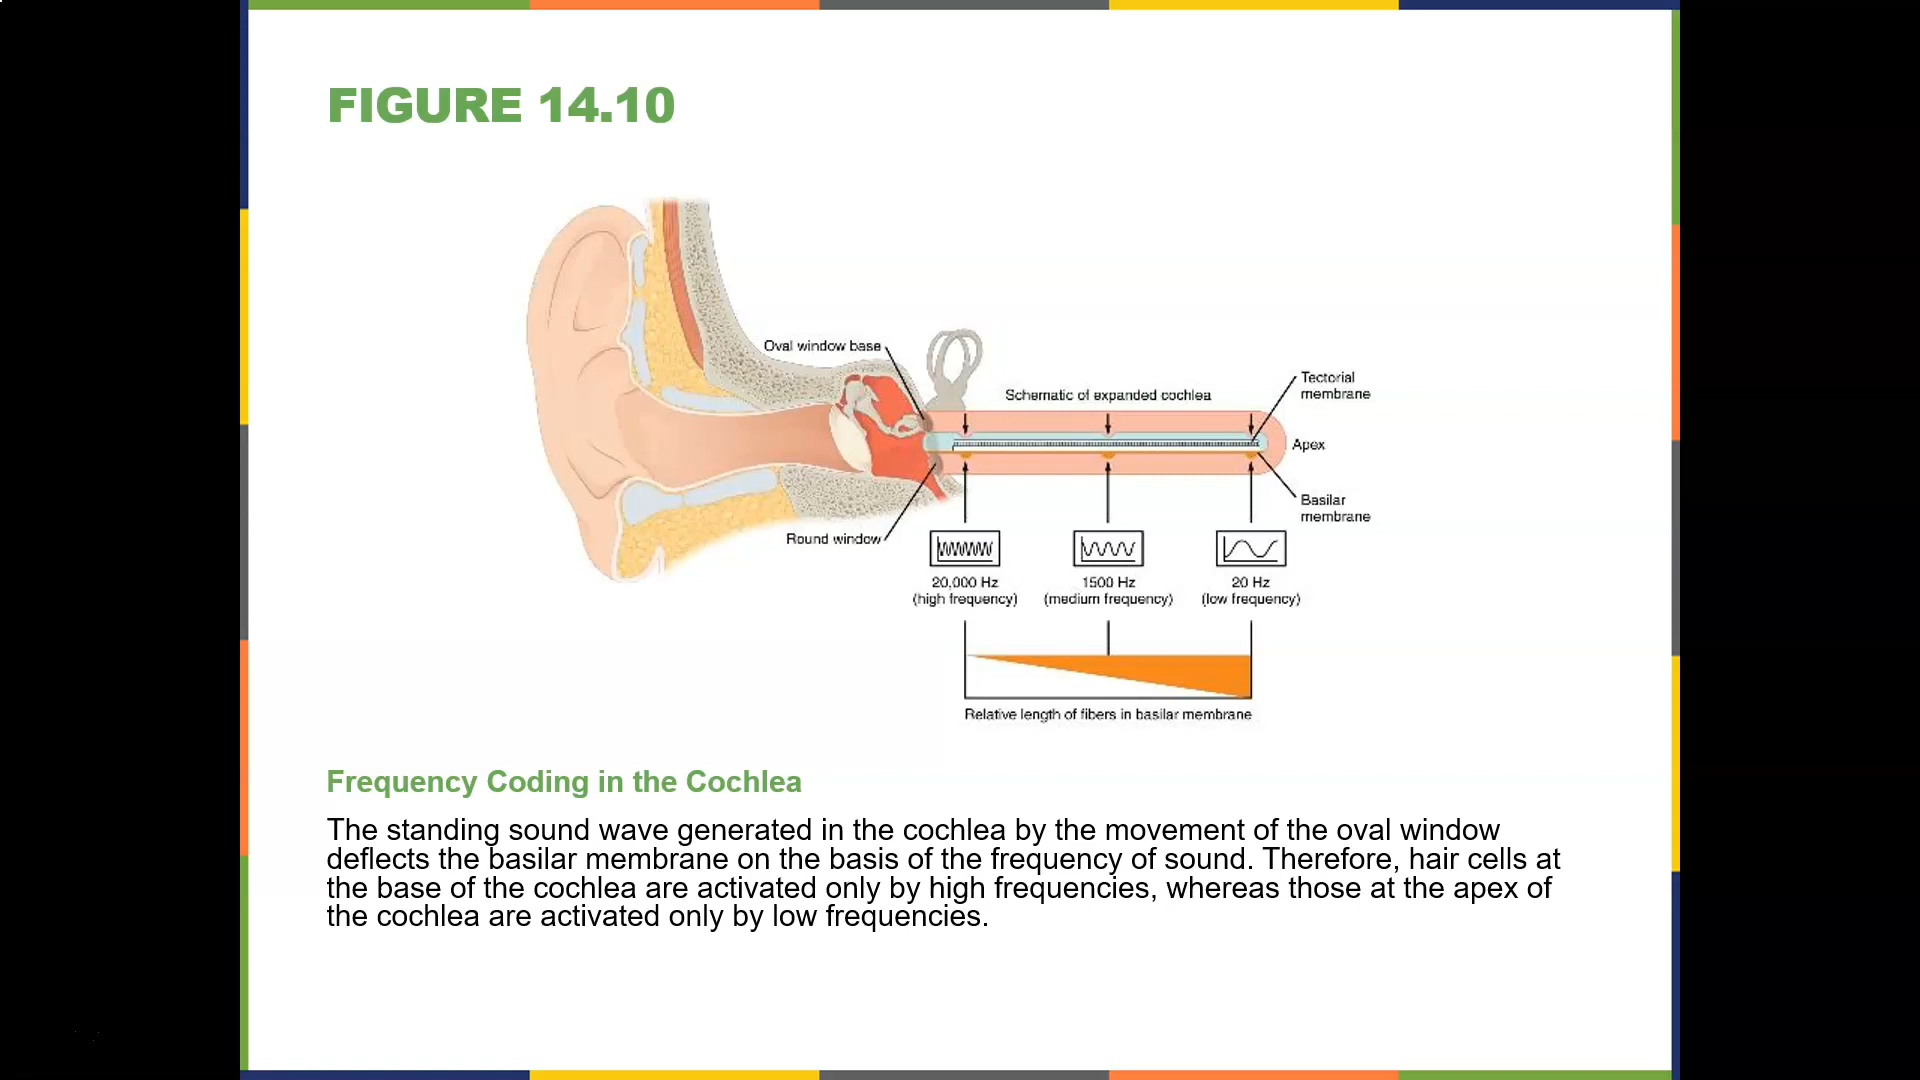 FIGURE 14.10
Oval window base
Schematic of expanded cochlea
Tectorial
membrane
Apex
Basilar
membrane
Round window
20,000 Hz
(high frequency)
1500 Hz
(medium frequency)
20 Hz
(low frequency)
Relative length of fibers in basilar membrane
Frequency Coding in the Cochlea
The standing sound wave generated in the cochlea by the movement of the oval window
deflects the basilar membrane on the basis of the frequency of sound. Therefore, hair cells at
the base of the cochlea are activated only by high frequencies, whereas those at the apex of
the cochlea are activated only by low frequencies.